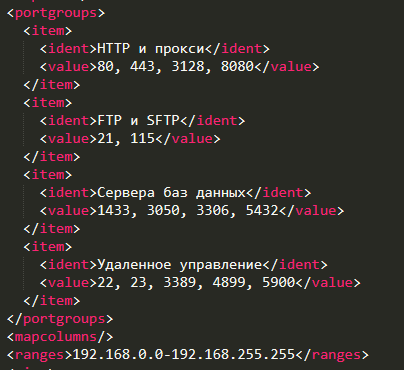 <portgroups>
<item>
<ident>HTTP и прокси</ident>
<value>80, 443, 3128, 8080</value>
</item>
<item>
<ident>FTP и SFTP</ident>
<value>21, 115</value>
</item>
<item>
<ident>Сервера баз данных</ident>
<value>1433, 3050, 3306, 5432</value>
</item>
<item>
<ident>Удаленное управление</ident>
<value>22, 23, 3389, 4899, 5900</value>
</item>
</portgroups>
<mapcolumns/>
<ranges>192.168.0.0-192.168.255.255</ranges>